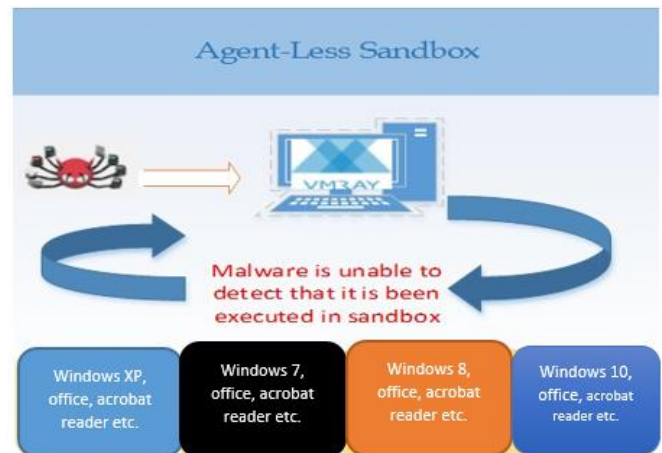 Agent-Less Sandbox
VMRAY
Malware is unable to
detect that it is been
executed in sandbox
Windows XP,
office, acrobat
reader etc.
Windows 7,
office, acrobat
reader etc.
Windows 8,
office, acrobat
reader etc.
Windows 10,
office, acrobat
reader etc.